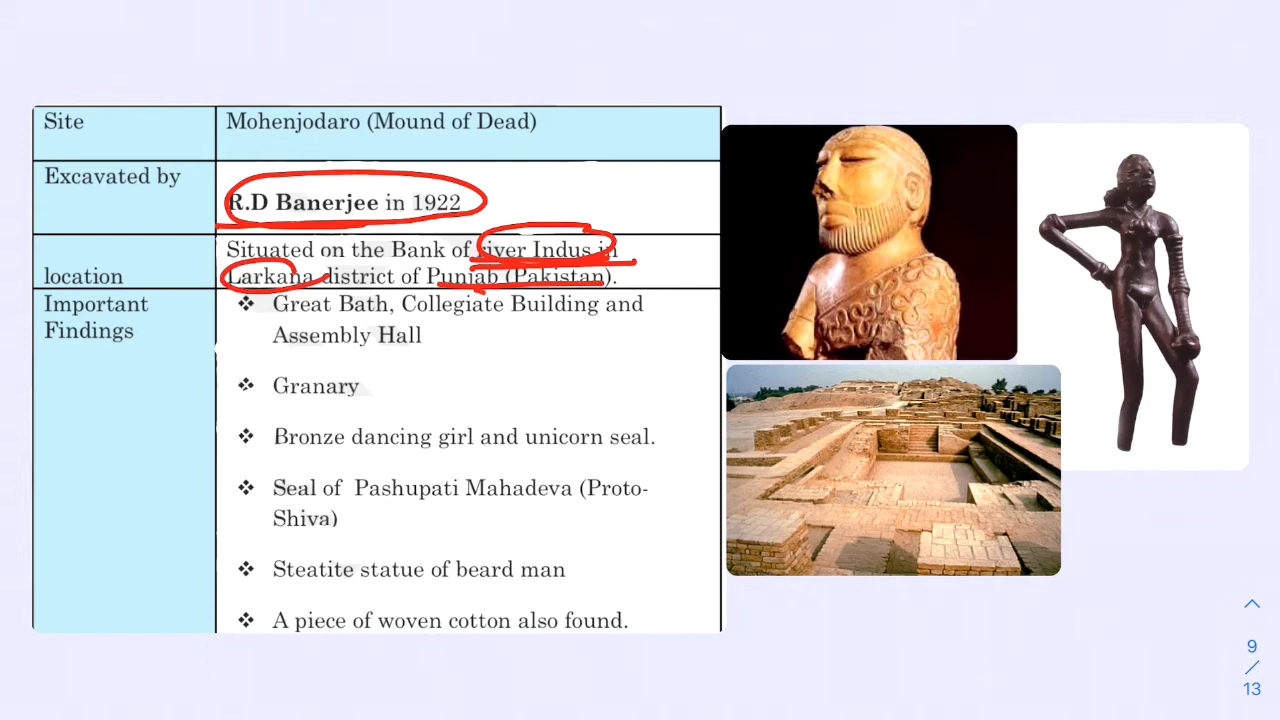 Site
Mohenjodaro (Mound of Dead)
Excavated by
R.D Banerjee in 1922
location
Situated on the Bank of river Indus in
Larkana district of Punjab (Pakistan).
Important
Findings
❖ Great Bath, Collegiate Building and
Assembly Hall
❖ Granary
❖ Bronze dancing girl and unicorn seal.
❖ Seal of Pashupati Mahadeva (Proto-
Shiva)
❖ Steatite statue of beard man
❖ A piece of woven cotton also found.
9
/
13